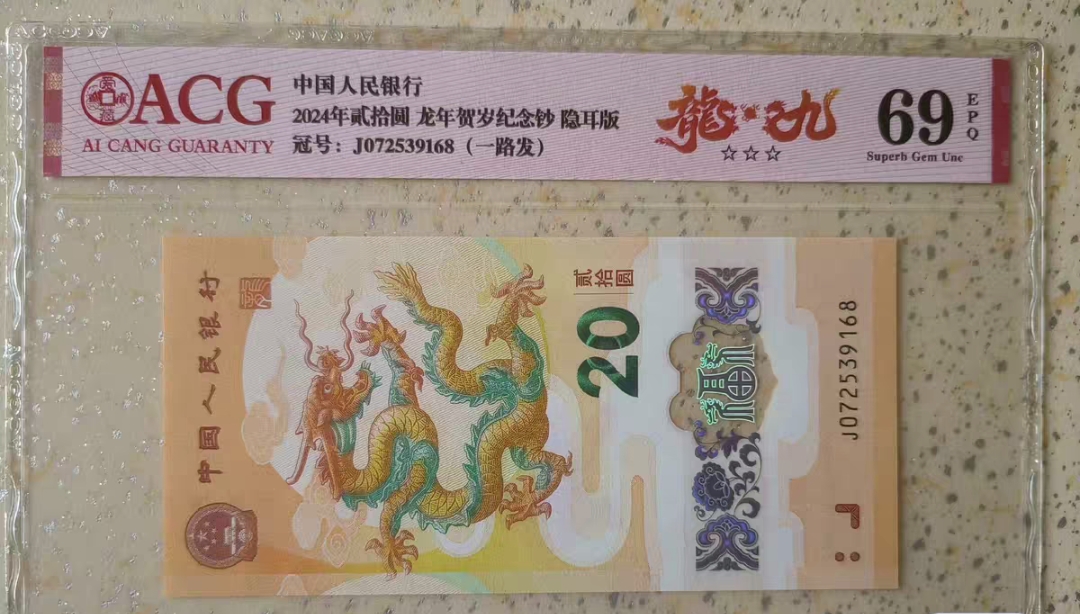 ACG
AI CANG GUARANTY
中国人民银行
2024年贰拾圆 龙年贺岁纪念钞 隐耳版
冠号：J072539168（一路发）
龍·九
☆☆☆
69
EPQ
Superb Gem Unc
中国人民银行
贰拾圆
20
福
J072539168